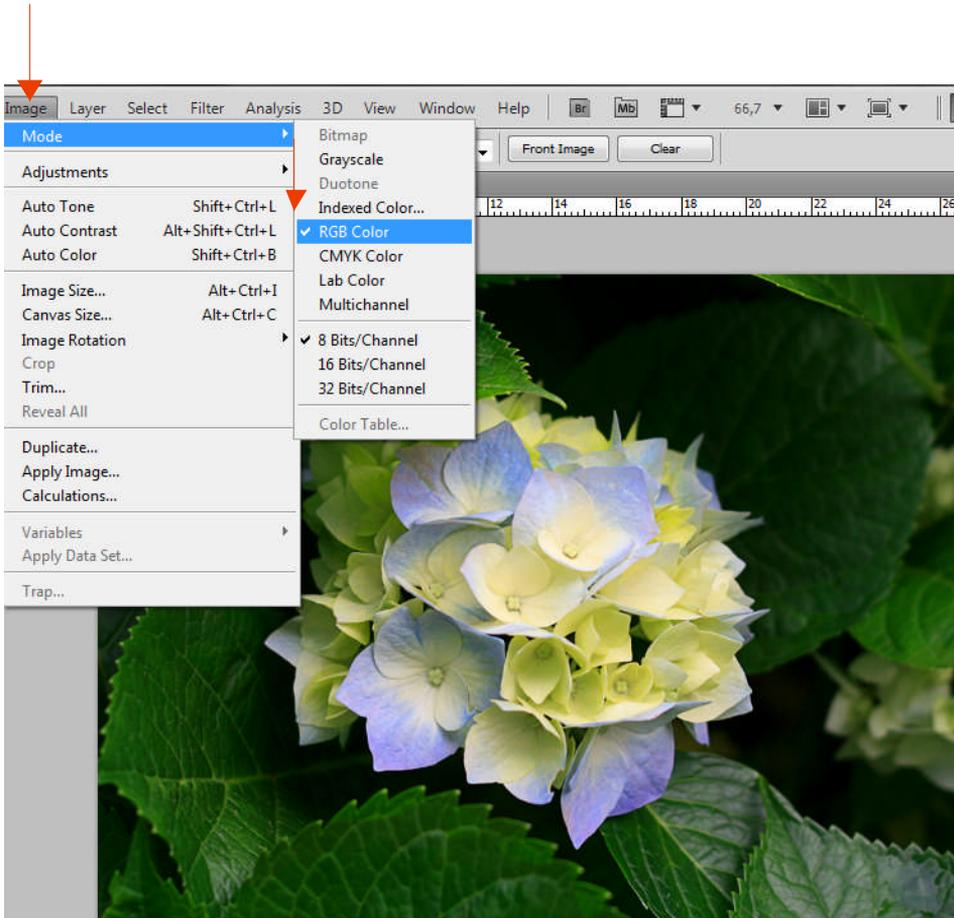 Image Layer Select Filter Analysis 3D View Window Help Br Mb 66,7
Front Image Clear
12 14 16 18 20 22 24 26
Mode
Adjustments
Auto Tone Shift+Ctrl+L
Auto Contrast Alt+Shift+Ctrl+L
Auto Color Shift+Ctrl+B
Image Size... Alt+Ctrl+I
Canvas Size... Alt+Ctrl+C
Image Rotation
Crop
Trim...
Reveal All
Duplicate...
Apply Image...
Calculations...
Variables
Apply Data Set...
Trap...
Bitmap
Grayscale
Duotone
Indexed Color...
RGB Color
CMYK Color
Lab Color
Multichannel
8 Bits/Channel
16 Bits/Channel
32 Bits/Channel
Color Table...